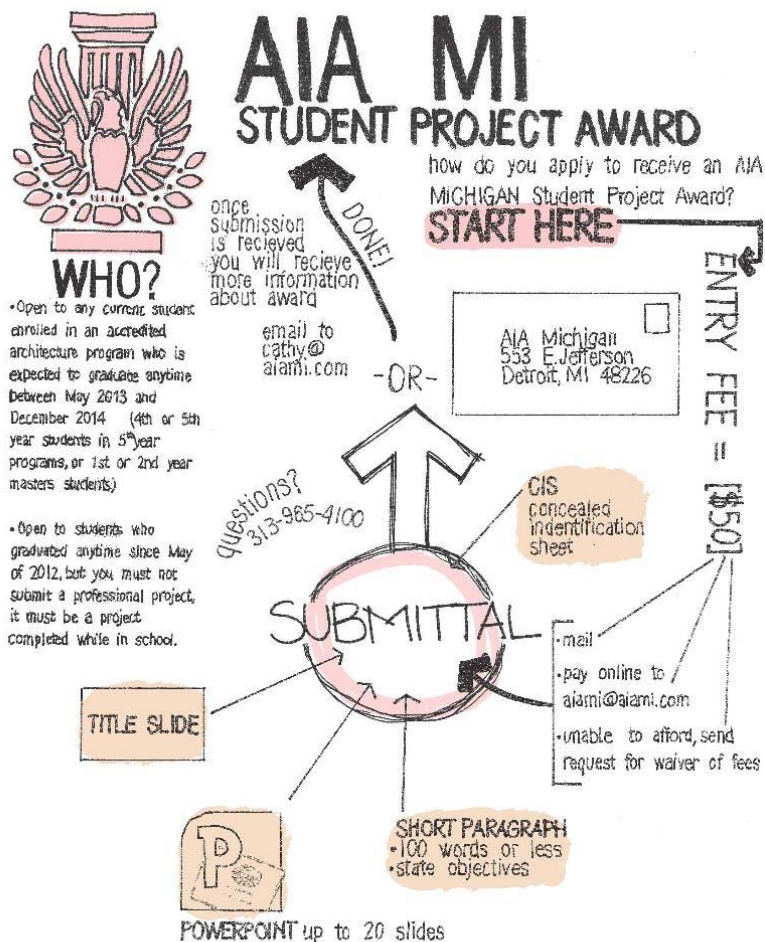 AIA MI
STUDENT PROJECT AWARD
how do you apply to receive an AIA
MICHIGAN Student Project Award?
START HERE
ENTRY FEE = [$50]
•mail
•pay online to
aiami@aiami.com
•unable to afford, send
request for waiver of fees
SUBMITTAL
CIS
concealed
indentification
sheet
TITLE SLIDE
P
POWERPOINT up to 20 slides
SHORT PARAGRAPH
•100 words or less
•state objectives
questions?
313-965-4100
AIA Michigan
553 E.Jefferson
Detroit, MI 48226
-OR-
email to
cathy@
aiami.com
DONE!
once
submission
is recieved
you will recieve
more information
about award
WHO?
•Open to any current student
enrolled in an accredited
architecture program who is
expected to graduate anytime
between May 2013 and
December 2014 (4th or 5th
year students in 5th year
programs, or 1st or 2nd year
masters students)
•Open to students who
graduated anytime since May
of 2012, but you must not
submit a professional project,
it must be a project
completed while in school.